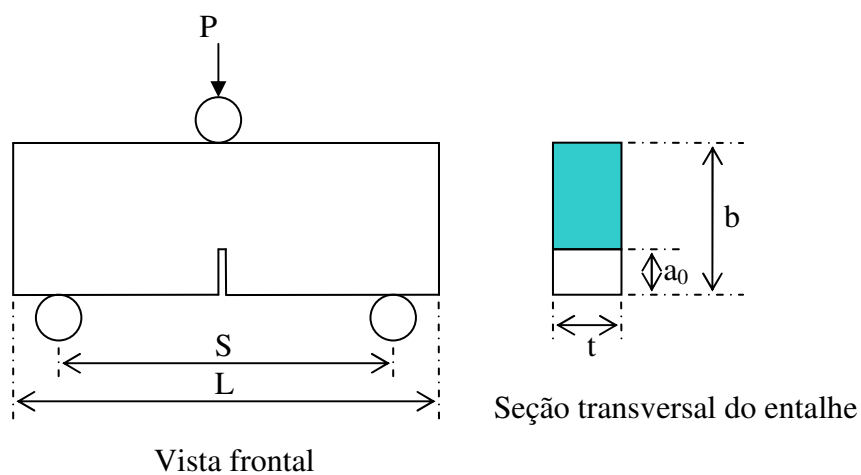 P
b
a₀
S
t
L
Seção transversal do entalhe
Vista frontal